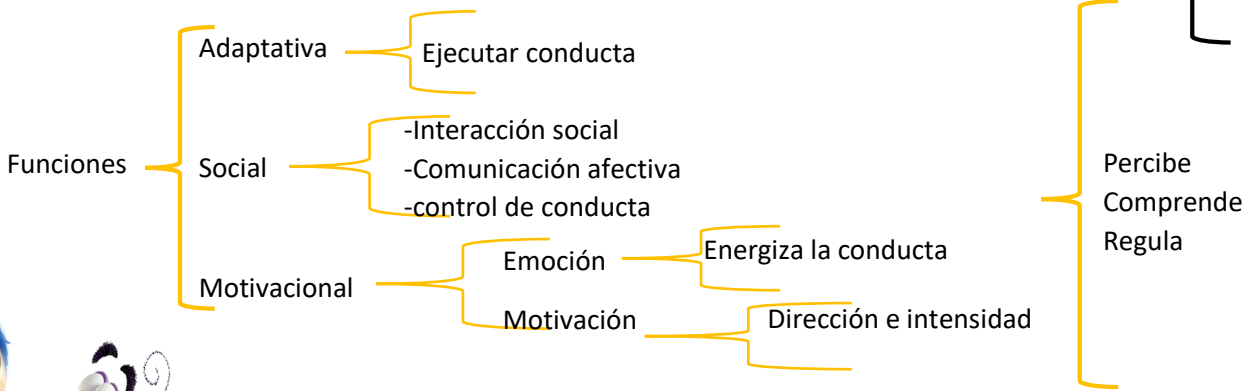 Funciones
Adaptativa
Ejecutar conducta
Social
-Interacción social
-Comunicación afectiva
-control de conducta
Motivacional
Emoción
Energiza la conducta
Motivación
Dirección e intensidad
Percibe
Comprende
Regula